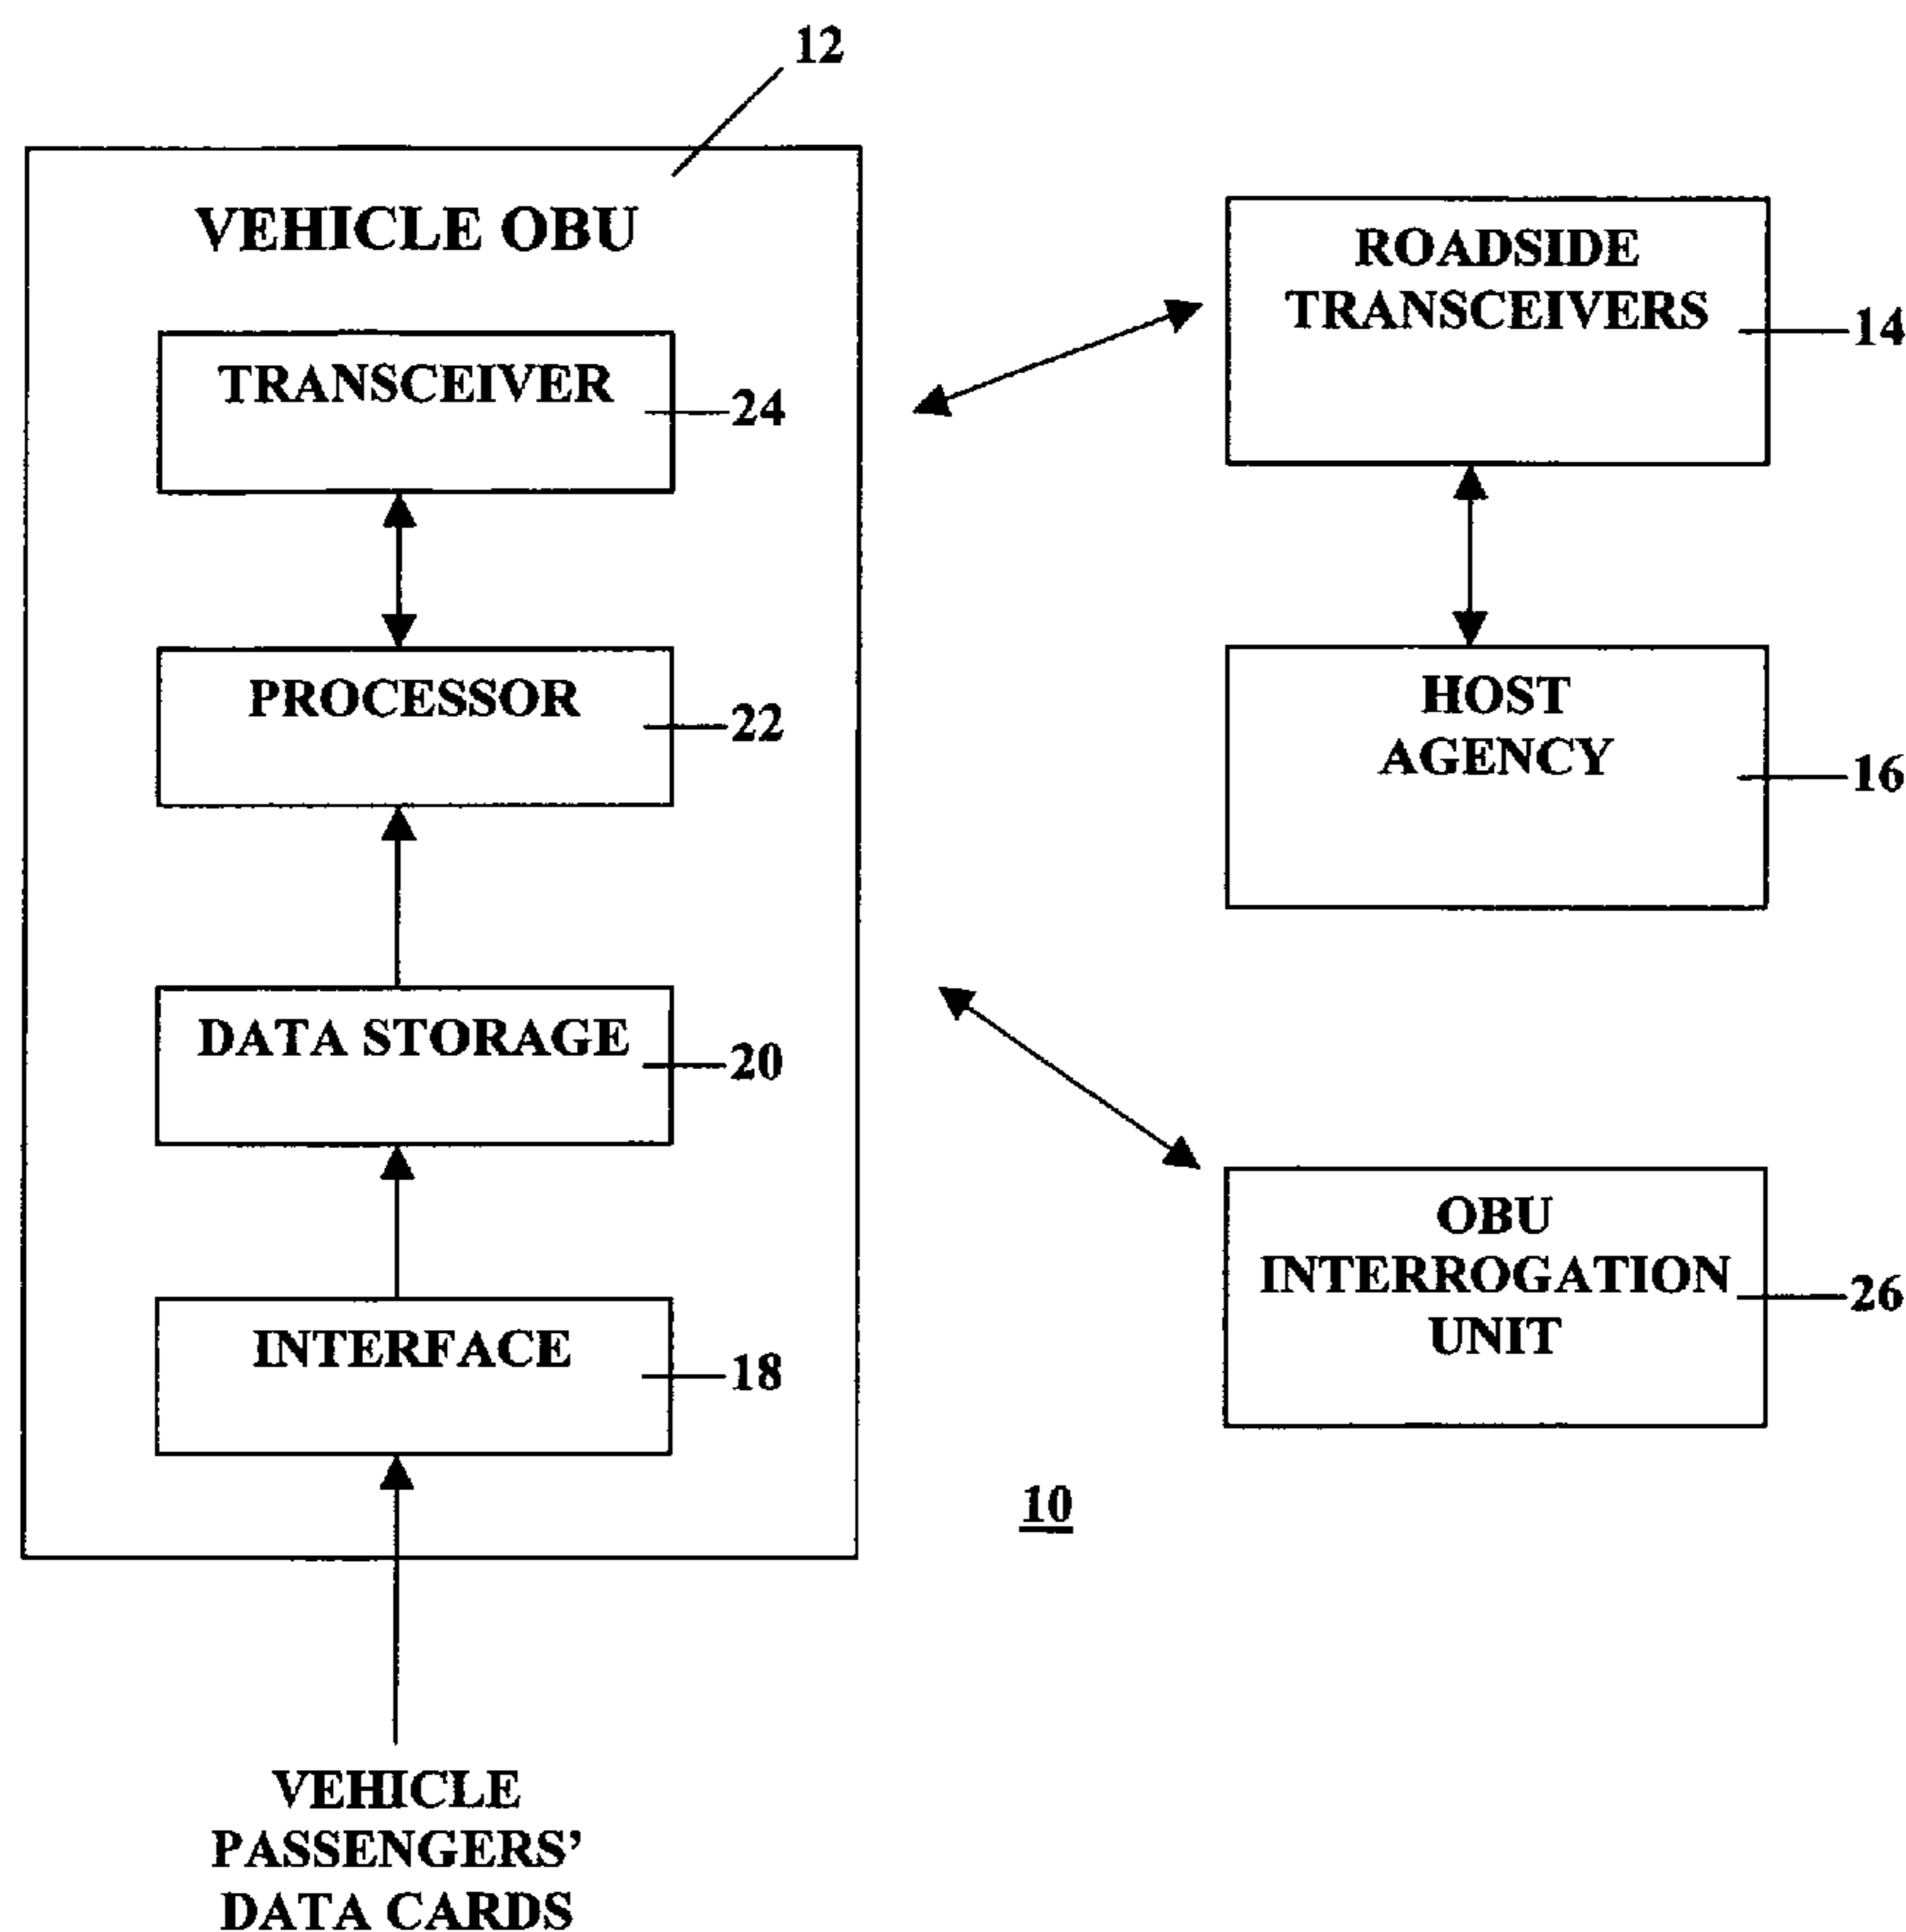 12
VEHICLE OBU
TRANSCEIVER
24
PROCESSOR
22
DATA STORAGE
20
INTERFACE
18
VEHICLE
PASSENGERS’
DATA CARDS
ROADSIDE
TRANSCEIVERS
14
HOST
AGENCY
16
OBU
INTERROGATION
UNIT
26
10